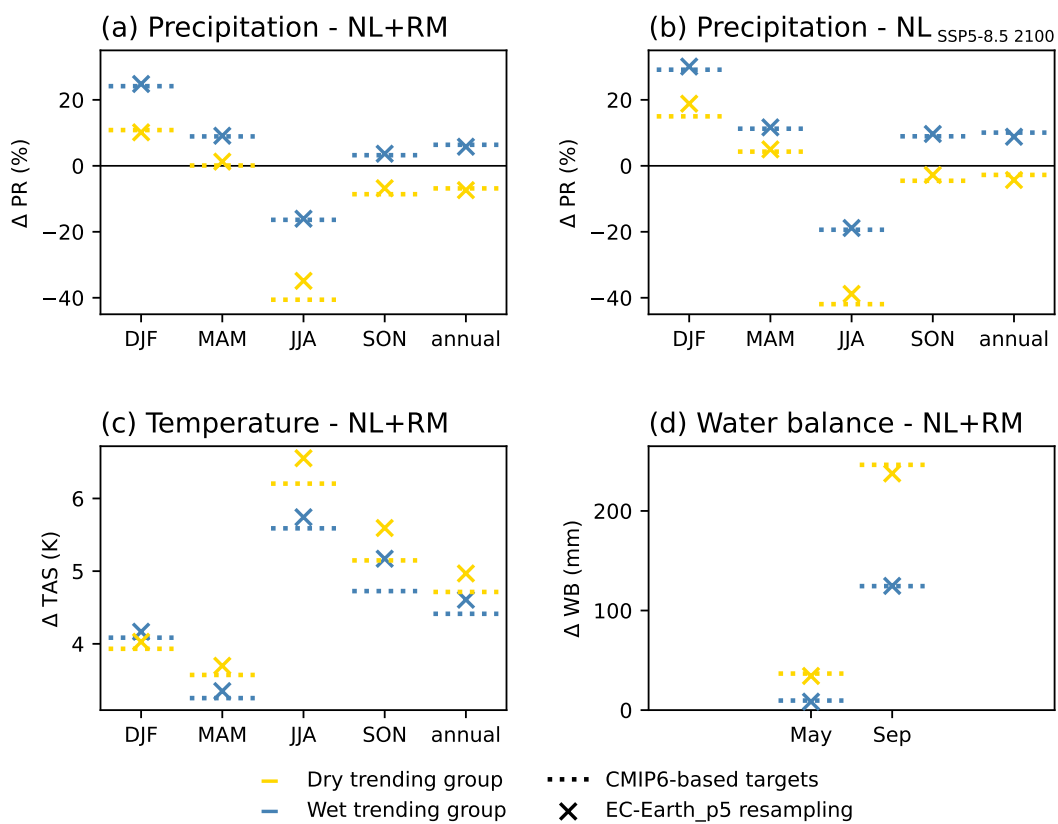 (a) Precipitation - NL+RM
Δ PR (%)
20
0
−20
−40
DJF MAM JJA SON annual
(b) Precipitation - NL SSP5-8.5 2100
Δ PR (%)
20
0
−20
−40
DJF MAM JJA SON annual
(c) Temperature - NL+RM
Δ TAS (K)
6
5
4
DJF MAM JJA SON annual
(d) Water balance - NL+RM
Δ WB (mm)
200
100
0
May Sep
Dry trending group
Wet trending group
CMIP6-based targets
EC-Earth_p5 resampling